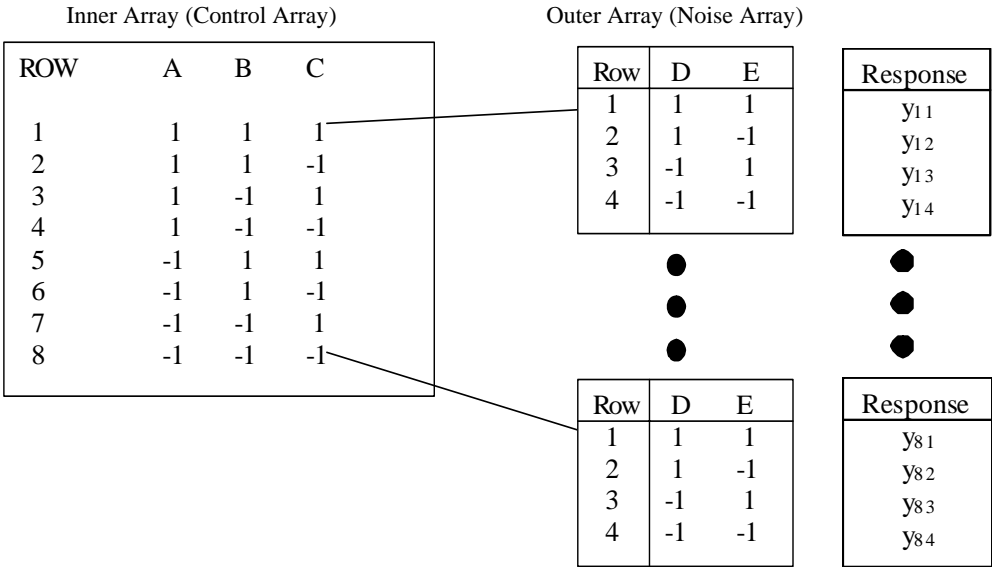 Inner Array (Control Array)
ROW A B C
1 1 1 1
2 1 1 -1
3 1 -1 1
4 1 -1 -1
5 -1 1 1
6 -1 1 -1
7 -1 -1 1
8 -1 -1 -1
Outer Array (Noise Array)
Row D E
1 1 1
2 1 -1
3 -1 1
4 -1 -1
Response
y11
y12
y13
y14
Row D E
1 1 1
2 1 -1
3 -1 1
4 -1 -1
Response
y81
y82
y83
y84